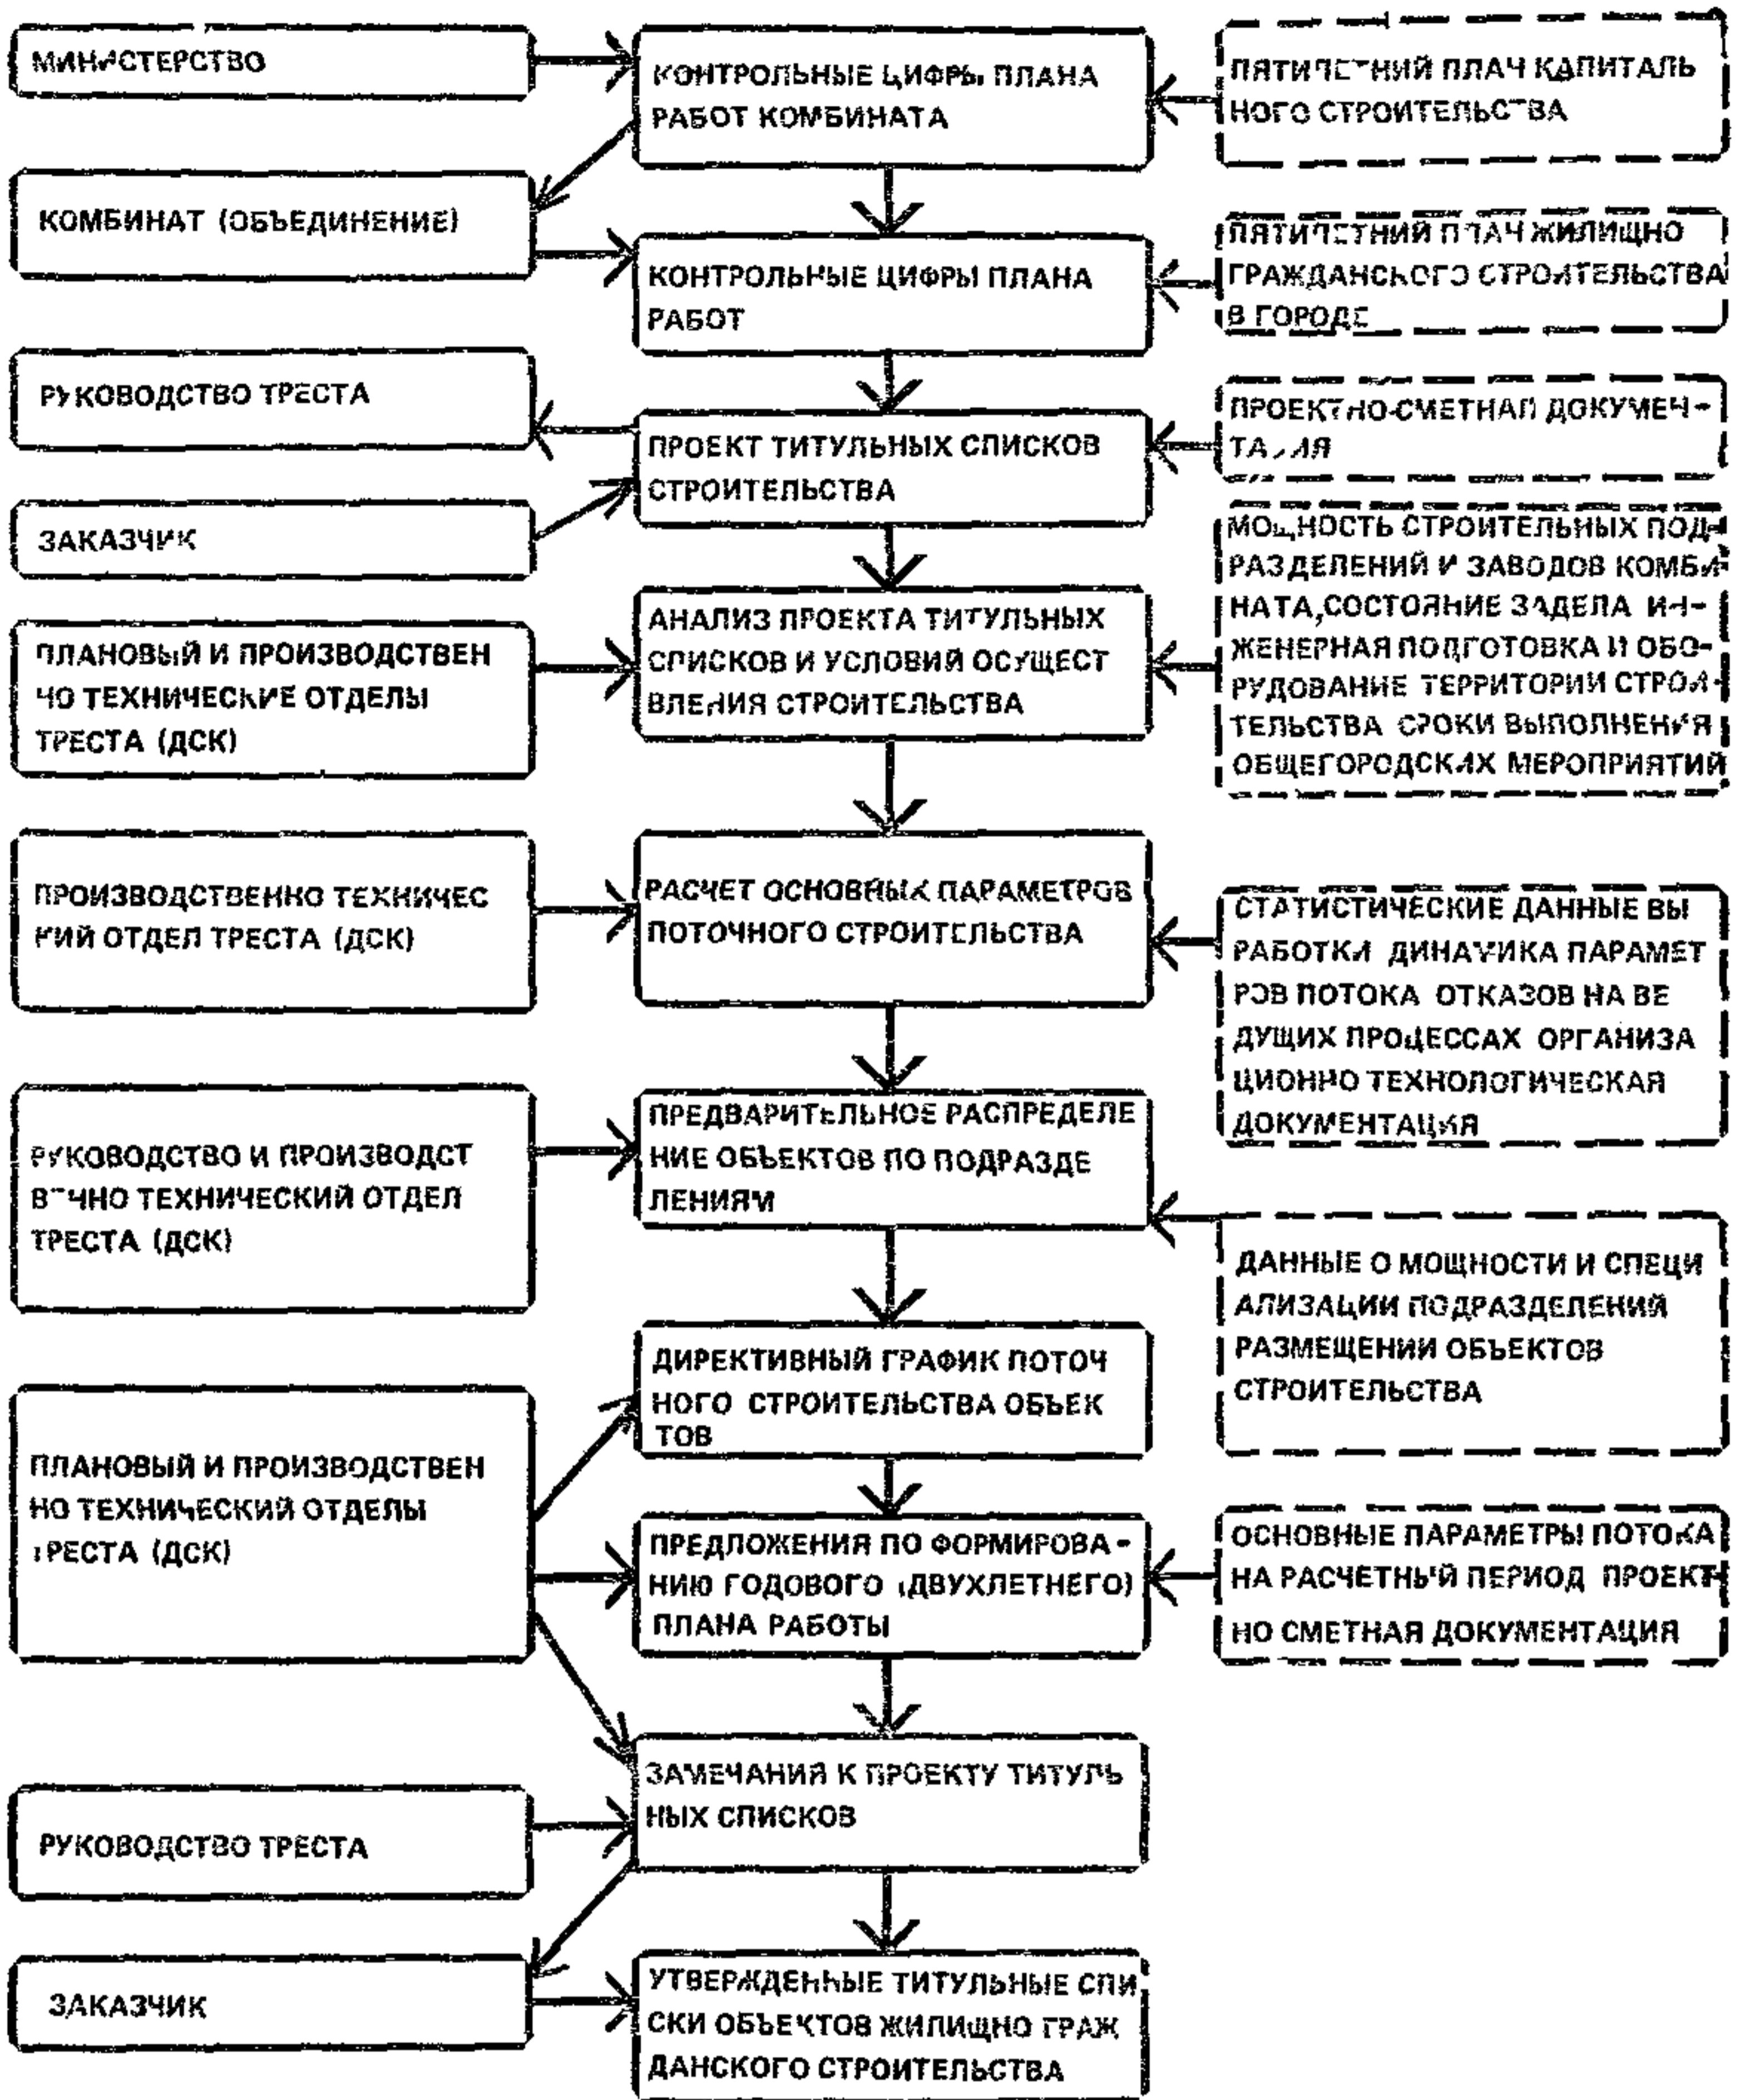 МИНИСТЕРСТВО
КОНТРОЛЬНЫЕ ЦИФРЫ ПЛАНА
РАБОТ КОМБИНАТА
ПЯТИЛЕТНИЙ ПЛАН КАПИТАЛЬ
НОГО СТРОИТЕЛЬСТВА
КОМБИНАТ (ОБЪЕДИНЕНИЕ)
КОНТРОЛЬНЫЕ ЦИФРЫ ПЛАНА
РАБОТ
ПЯТИЛЕТНИЙ ПЛАН ЖИЛИЩНО
ГРАЖДАНСКОГО СТРОИТЕЛЬСТВА
В ГОРОДЕ
РУКОВОДСТВО ТРЕСТА
ПРОЕКТ ТИТУЛЬНЫХ СПИСКОВ
СТРОИТЕЛЬСТВА
ПРОЕКТНО-СМЕТНАЯ ДОКУМЕН-
ТАЦИЯ
ЗАКАЗЧИК
ПЛАНОВЫЙ И ПРОИЗВОДСТВЕН
НО ТЕХНИЧЕСКИЕ ОТДЕЛЫ
ТРЕСТА (ДСК)
АНАЛИЗ ПРОЕКТА ТИТУЛЬНЫХ
СПИСКОВ И УСЛОВИЙ ОСУЩЕСТ
ВЛЕНИЯ СТРОИТЕЛЬСТВА
МОЩНОСТЬ СТРОИТЕЛЬНЫХ ПОД-
РАЗДЕЛЕНИЙ И ЗАВОДОВ КОМБИ-
НАТА, СОСТОЯНИЕ ЗАДЕЛА ИН-
ЖЕНЕРНАЯ ПОДГОТОВКА И ОБО-
РУДОВАНИЕ ТЕРРИТОРИИ СТРОИ-
ТЕЛЬСТВА СРОКИ ВЫПОЛНЕНИЯ
ОБЩЕГОРОДСКИХ МЕРОПРИЯТИЙ
ПРОИЗВОДСТВЕННО ТЕХНИЧЕС
КИЙ ОТДЕЛ ТРЕСТА (ДСК)
РАСЧЕТ ОСНОВНЫХ ПАРАМЕТРОВ
ПОТОЧНОГО СТРОИТЕЛЬСТВА
СТАТИСТИЧЕСКИЕ ДАННЫЕ ВЫ
РАБОТКИ ДИНАМИКА ПАРАМЕТ
РОВ ПОТОКА ОТКАЗОВ НА ВЕ
ДУЩИХ ПРОЦЕССАХ ОРГАНИЗА
ЦИОННО ТЕХНОЛОГИЧЕСКАЯ
ДОКУМЕНТАЦИЯ
РУКОВОДСТВО И ПРОИЗВОДСТ
ВЕННО ТЕХНИЧЕСКИЙ ОТДЕЛ
ТРЕСТА (ДСК)
ПРЕДВАРИТЕЛЬНОЕ РАСПРЕДЕЛЕ
НИЕ ОБЪЕКТОВ ПО ПОДРАЗДЕ
ЛЕНИЯМ
ДАННЫЕ О МОЩНОСТИ И СПЕЦИ
АЛИЗАЦИИ ПОДРАЗДЕЛЕНИЙ
РАЗМЕЩЕНИИ ОБЪЕКТОВ
СТРОИТЕЛЬСТВА
ДИРЕКТИВНЫЙ ГРАФИК ПОТОЧ
НОГО СТРОИТЕЛЬСТВА ОБЪЕК
ТОВ
ПЛАНОВЫЙ И ПРОИЗВОДСТВЕН
НО ТЕХНИЧЕСКИЙ ОТДЕЛЫ
ТРЕСТА (ДСК)
ПРЕДЛОЖЕНИЯ ПО ФОРМИРОВА-
НИЮ ГОДОВОГО (ДВУХЛЕТНЕГО)
ПЛАНА РАБОТЫ
ОСНОВНЫЕ ПАРАМЕТРЫ ПОТОКА
НА РАСЧЕТНЫЙ ПЕРИОД ПРОЕКТ-
НО СМЕТНАЯ ДОКУМЕНТАЦИЯ
ЗАМЕЧАНИЯ К ПРОЕКТУ ТИТУЛЬ
НЫХ СПИСКОВ
РУКОВОДСТВО ТРЕСТА
ЗАКАЗЧИК
УТВЕРЖДЕННЫЕ ТИТУЛЬНЫЕ СПИ
СКИ ОБЪЕКТОВ ЖИЛИЩНО ГРАЖ
ДАНСКОГО СТРОИТЕЛЬСТВА